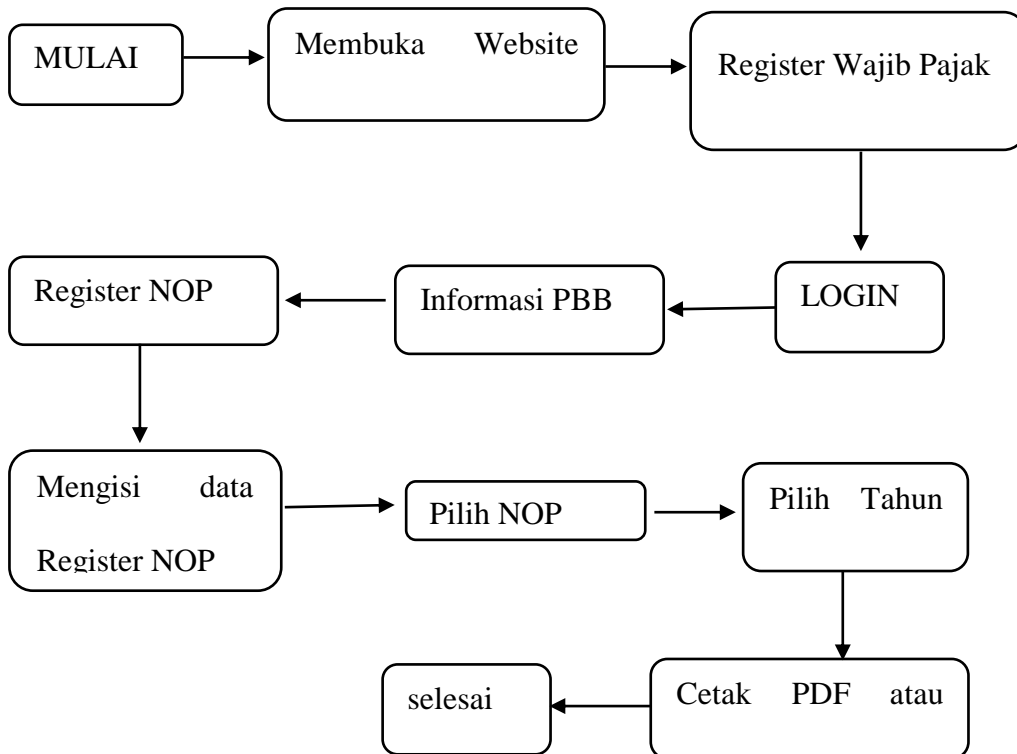 MULAI
Membuka Website
Register Wajib Pajak
LOGIN
Informasi PBB
Register NOP
Mengisi data
Register NOP
Pilih NOP
Pilih Tahun
Cetak PDF atau
selesai